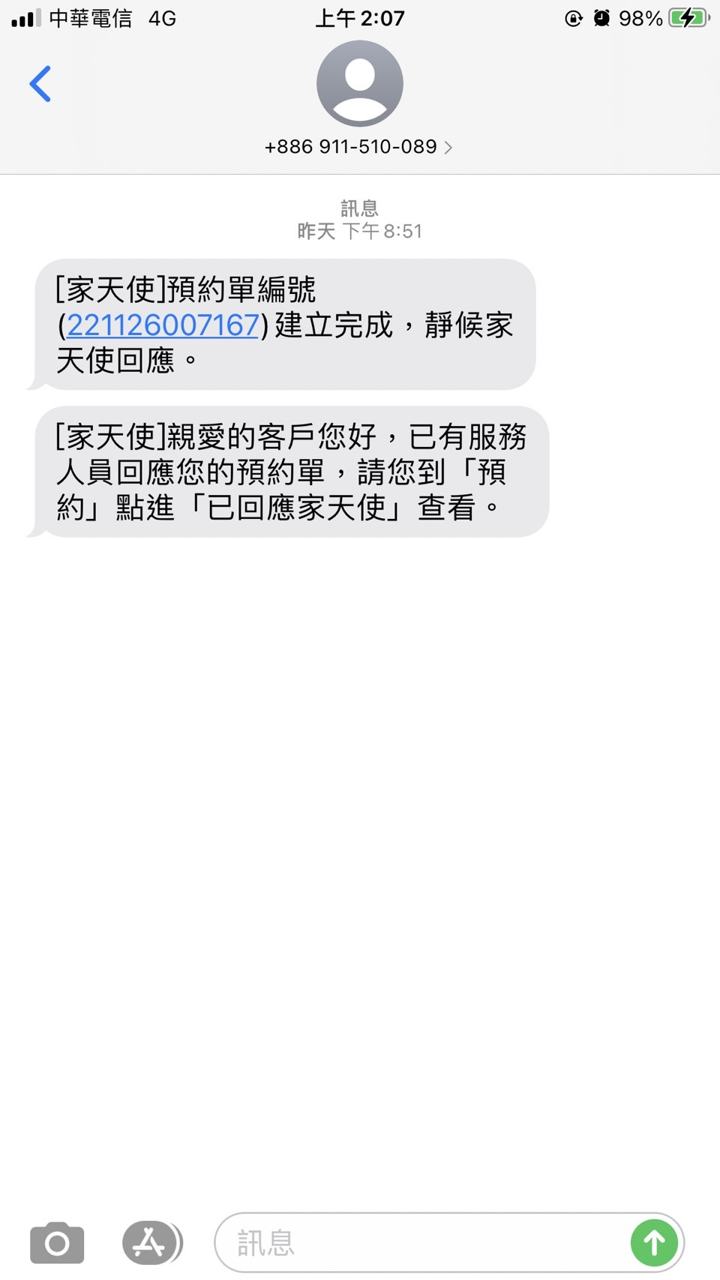 中華電信 4G 上午 2:07 98%
+886 911-510-089
訊息
昨天 下午 8:51
[家天使]預約單編號
(221126007167) 建立完成，靜候家
天使回應。
[家天使]親愛的客戶您好，已有服務
人員回應您的預約單，請您到「預
約」點進「已回應家天使」查看。
訊息